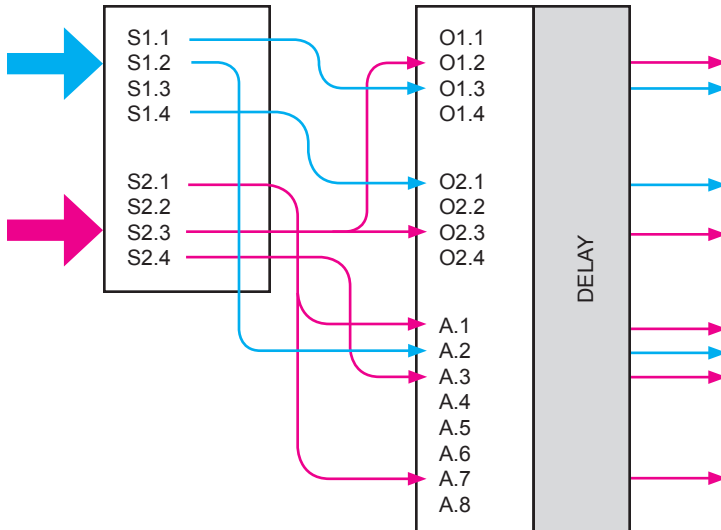 S1.1
S1.2
S1.3
S1.4
S2.1
S2.2
S2.3
S2.4
O1.1
O1.2
O1.3
O1.4
O2.1
O2.2
O2.3
O2.4
A.1
A.2
A.3
A.4
A.5
A.6
A.7
A.8
DELAY